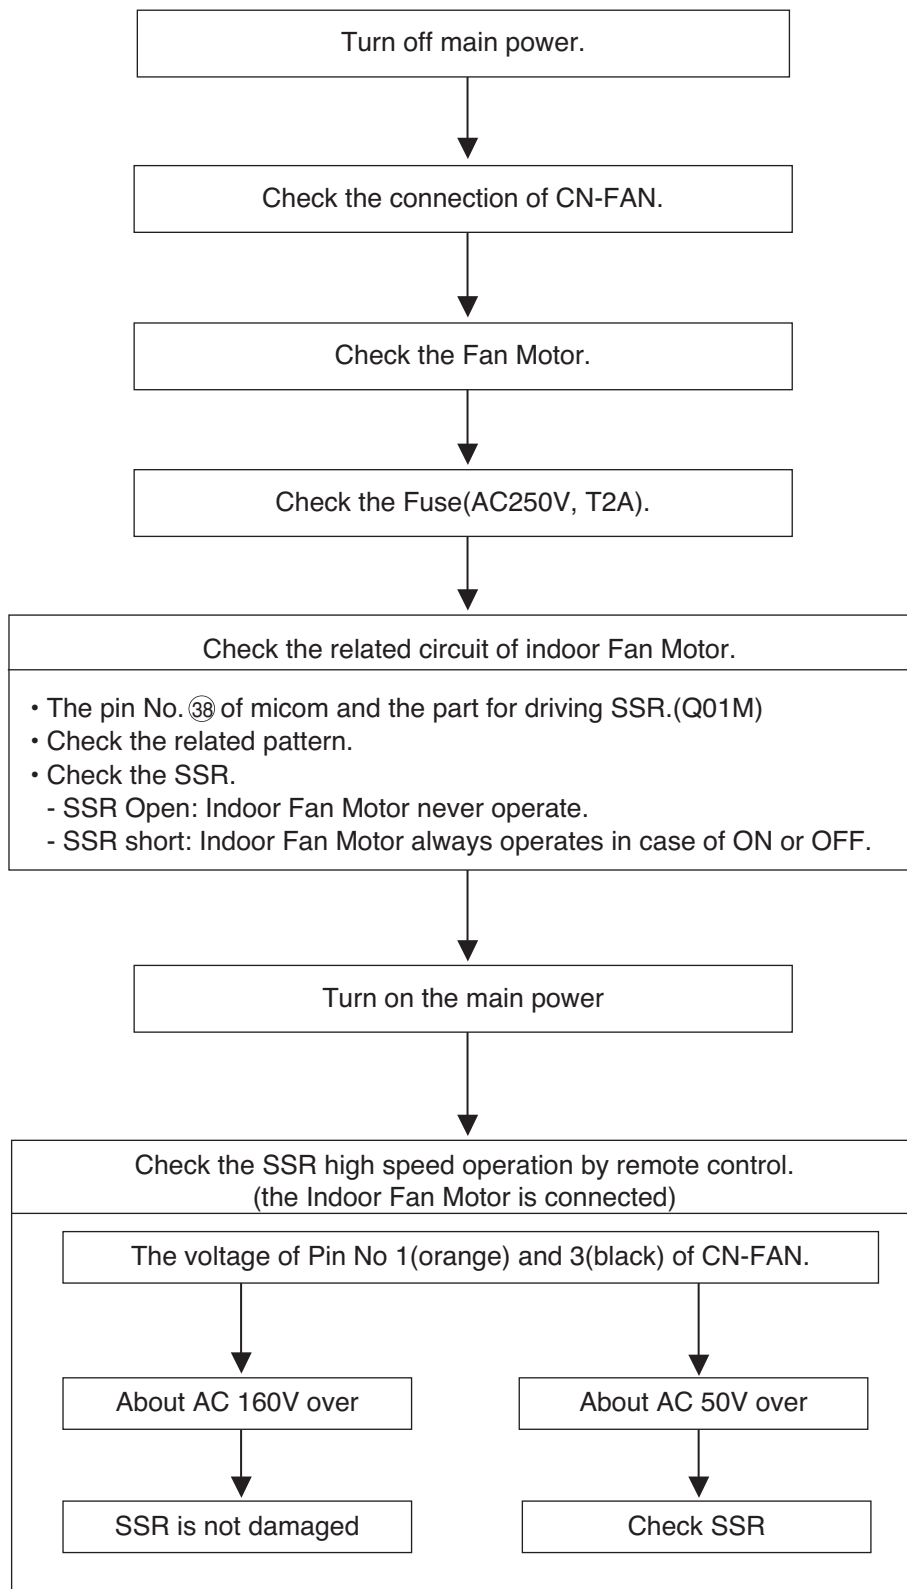 Turn off main power.
Check the connection of CN-FAN.
Check the Fan Motor.
Check the Fuse(AC250V, T2A).
Check the related circuit of indoor Fan Motor.
• The pin No. ㊳ of micom and the part for driving SSR.(Q01M)
• Check the related pattern.
• Check the SSR.
- SSR Open: Indoor Fan Motor never operate.
- SSR short: Indoor Fan Motor always operates in case of ON or OFF.
Turn on the main power
Check the SSR high speed operation by remote control.
(the Indoor Fan Motor is connected)
The voltage of Pin No 1(orange) and 3(black) of CN-FAN.
About AC 160V over
About AC 50V over
SSR is not damaged
Check SSR